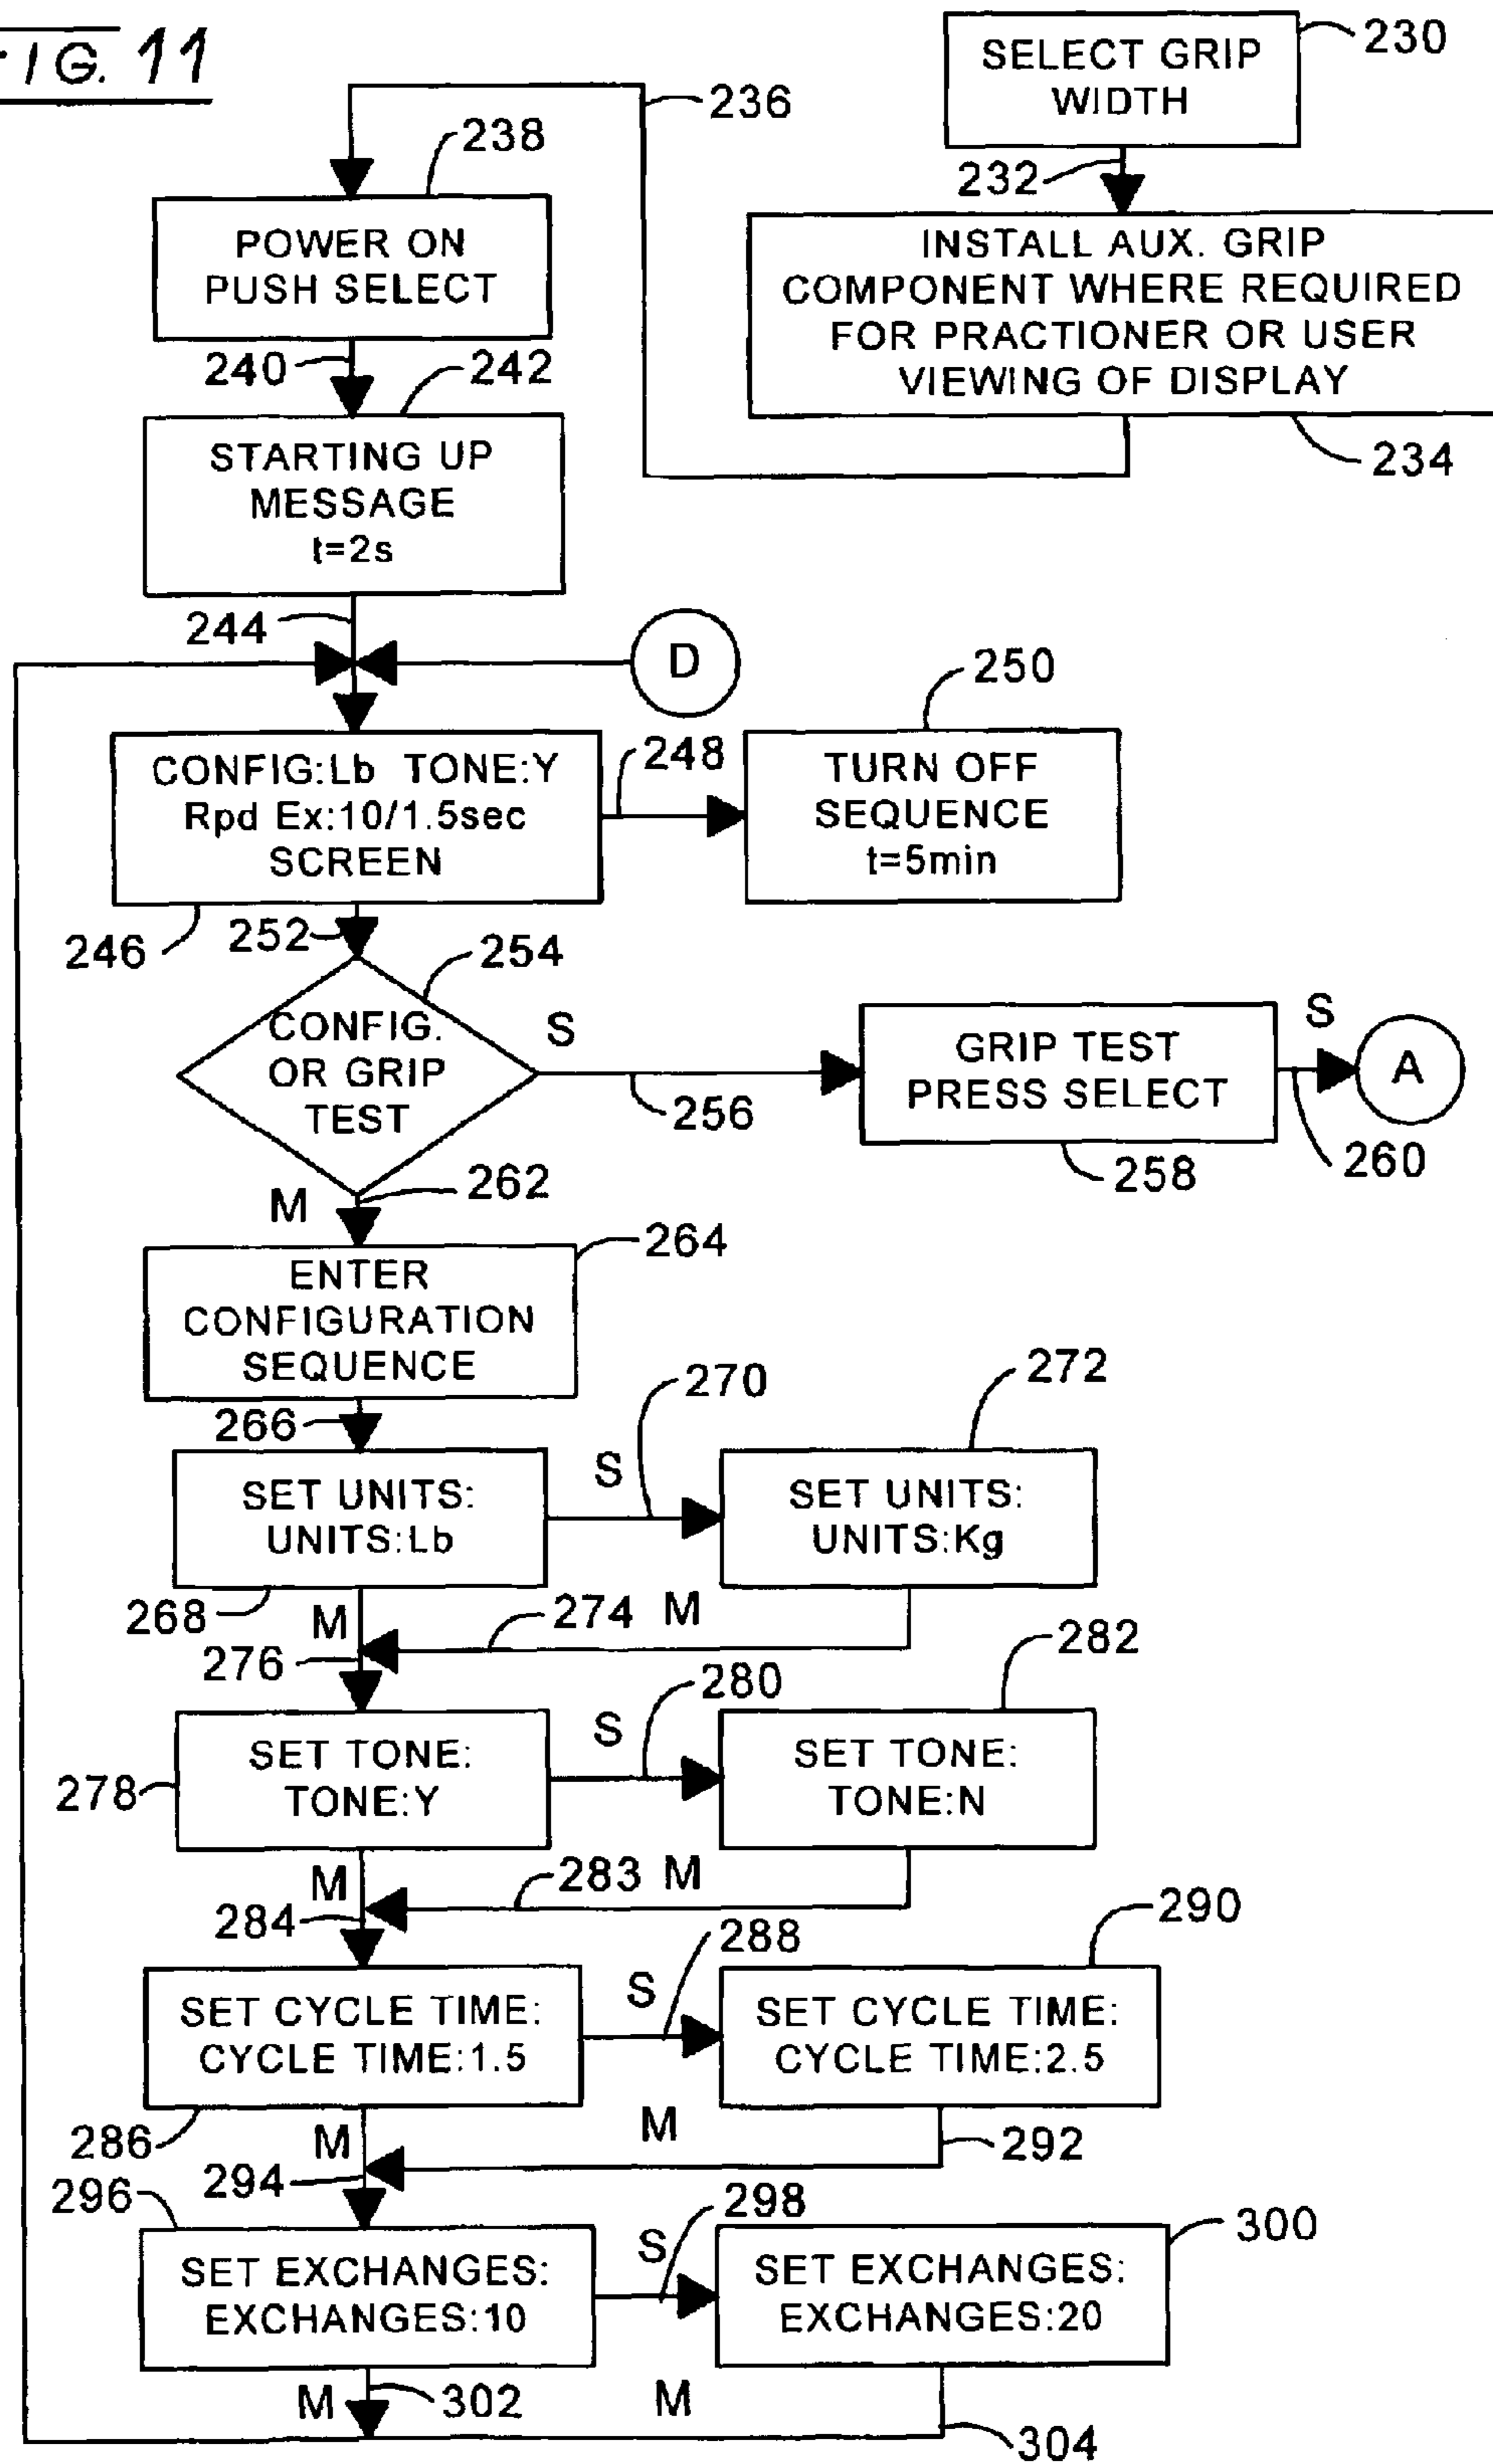 FIG. 11
SELECT GRIP
WIDTH
230
232
INSTALL AUX. GRIP
COMPONENT WHERE REQUIRED
FOR PRACTIONER OR USER
VIEWING OF DISPLAY
234
236
238
POWER ON
PUSH SELECT
240
242
STARTING UP
MESSAGE
t=2s
244
D
CONFIG:Lb TONE:Y
Rpd Ex:10/1.5sec
SCREEN
246
248
250
TURN OFF
SEQUENCE
t=5min
252
254
CONFIG.
OR GRIP
TEST
S
256
GRIP TEST
PRESS SELECT
258
S
260
A
M
262
264
ENTER
CONFIGURATION
SEQUENCE
266
SET UNITS:
UNITS:Lb
268
S
270
272
SET UNITS:
UNITS:Kg
M
274
M
276
SET TONE:
TONE:Y
278
S
280
282
SET TONE:
TONE:N
M
283
M
284
SET CYCLE TIME:
CYCLE TIME:1.5
286
S
288
290
SET CYCLE TIME:
CYCLE TIME:2.5
M
M
292
294
296
SET EXCHANGES:
EXCHANGES:10
S
298
300
SET EXCHANGES:
EXCHANGES:20
M
302
M
304